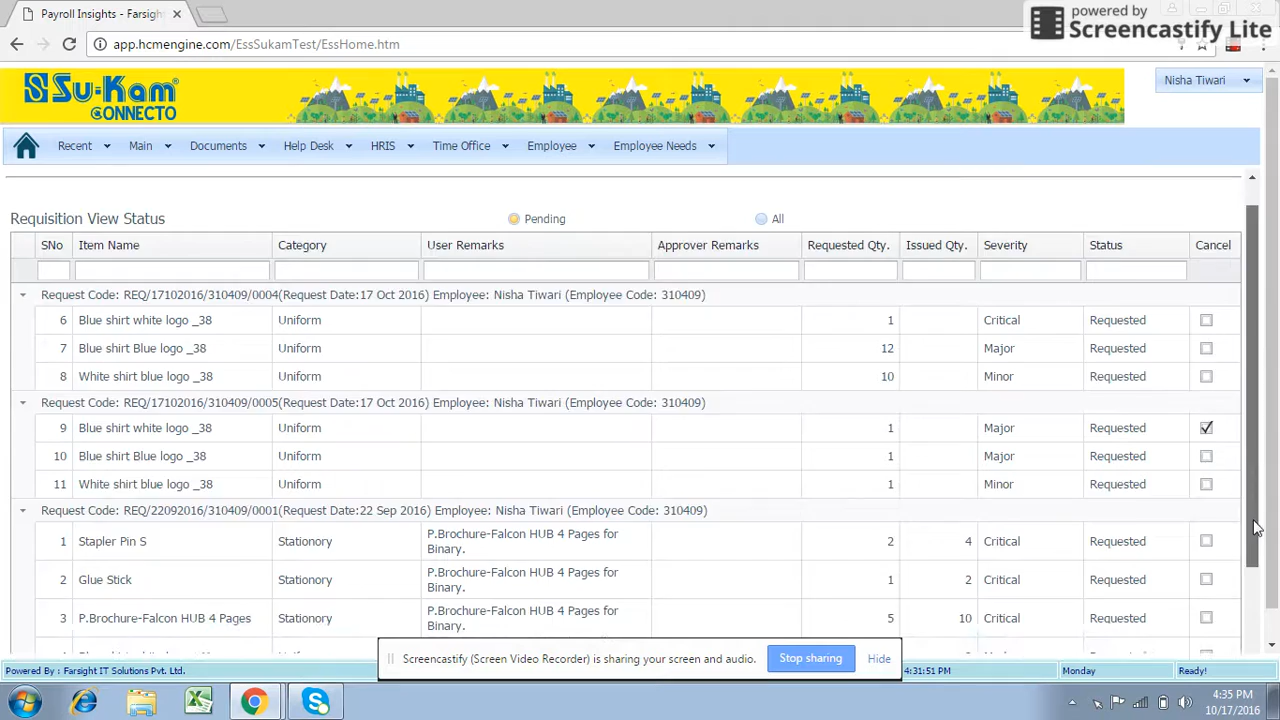 Payroll Insights - Farsight
powered by
Screencastify Lite
app.hcmengine.com/EssSukamTest/EssHome.htm
Su-Kam
CONNECTO
Nisha Tiwari
Recent Main Documents Help Desk HRIS Time Office Employee Employee Needs
Requisition View Status Pending All
SNo Item Name Category User Remarks Approver Remarks Requested Qty. Issued Qty. Severity Status Cancel
Request Code: REQ/17102016/310409/0004(Request Date:17 Oct 2016) Employee: Nisha Tiwari (Employee Code: 310409)
6 Blue shirt white logo _38 Uniform 1 Critical Requested
7 Blue shirt Blue logo _38 Uniform 12 Major Requested
8 White shirt blue logo _38 Uniform 10 Minor Requested
Request Code: REQ/17102016/310409/0005(Request Date:17 Oct 2016) Employee: Nisha Tiwari (Employee Code: 310409)
9 Blue shirt white logo _38 Uniform 1 Major Requested
10 Blue shirt Blue logo _38 Uniform 1 Major Requested
11 White shirt blue logo _38 Uniform 1 Minor Requested
Request Code: REQ/22092016/310409/0001(Request Date:22 Sep 2016) Employee: Nisha Tiwari (Employee Code: 310409)
1 Stapler Pin S Stationory P.Brochure-Falcon HUB 4 Pages for 2 4 Critical Requested
Binary.
2 Glue Stick Stationory P.Brochure-Falcon HUB 4 Pages for 1 2 Critical Requested
Binary.
3 P.Brochure-Falcon HUB 4 Pages Stationory P.Brochure-Falcon HUB 4 Pages for 5 10 Critical Requested
Binary.
Screencastify (Screen Video Recorder) is sharing your screen and audio. Stop sharing Hide
Powered By : Farsight IT Solutions Pvt. Ltd. 4:31:51 PM Monday Ready!
4:35 PM
10/17/2016